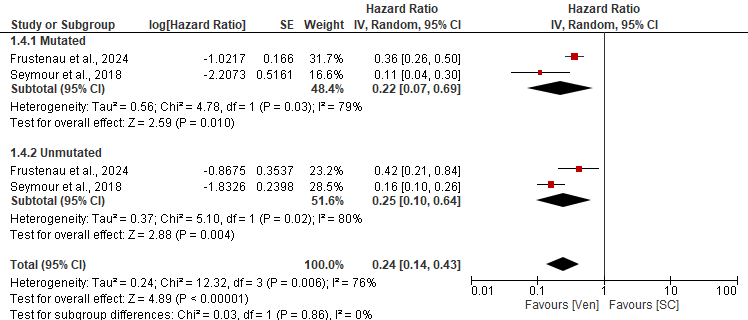 Hazard Ratio Hazard Ratio
Study or Subgroup log[Hazard Ratio] SE Weight IV, Random, 95% CI IV, Random, 95% CI
1.4.1 Mutated
Frustenau et al., 2024 -1.0217 0.166 31.7% 0.36 [0.26, 0.50]
Seymour et al., 2018 -2.2073 0.5161 16.6% 0.11 [0.04, 0.30]
Subtotal (95% CI) 48.4% 0.22 [0.07, 0.69]
Heterogeneity: Tau² = 0.56; Chi² = 4.78, df = 1 (P = 0.03); I² = 79%
Test for overall effect: Z = 2.59 (P = 0.010)
1.4.2 Unmutated
Frustenau et al., 2024 -0.8675 0.3537 23.2% 0.42 [0.21, 0.84]
Seymour et al., 2018 -1.8326 0.2398 28.5% 0.16 [0.10, 0.26]
Subtotal (95% CI) 51.6% 0.25 [0.10, 0.64]
Heterogeneity: Tau² = 0.37; Chi² = 5.10, df = 1 (P = 0.02); I² = 80%
Test for overall effect: Z = 2.88 (P = 0.004)
Total (95% CI) 100.0% 0.24 [0.14, 0.43]
Heterogeneity: Tau² = 0.24; Chi² = 12.32, df = 3 (P = 0.006); I² = 76%
Test for overall effect: Z = 4.89 (P < 0.00001)
Test for subgroup differences: Chi² = 0.03, df = 1 (P = 0.86), I² = 0%
0.01 0.1 1 10 100
Favours [Ven] Favours [SC]